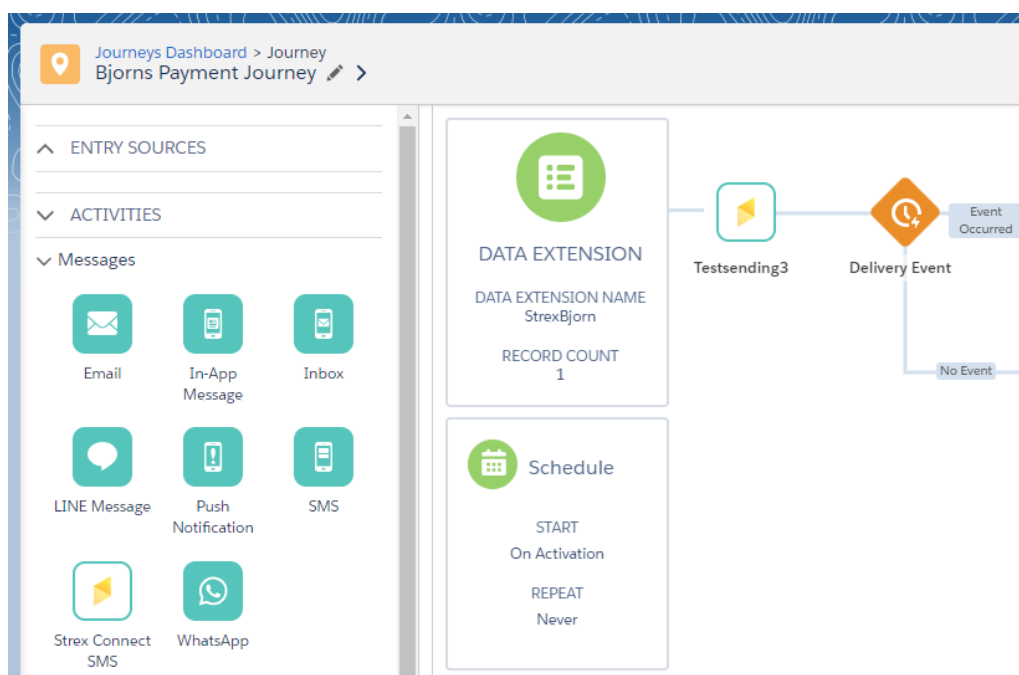 Journeys Dashboard > Journey
Bjorns Payment Journey
ENTRY SOURCES
ACTIVITIES
Messages
Email
In-App
Message
Inbox
LINE Message
Push
Notification
SMS
Strex Connect
SMS
WhatsApp
DATA EXTENSION
DATA EXTENSION NAME
StrexBjorn
RECORD COUNT
1
Schedule
START
On Activation
REPEAT
Never
Testsending3
Delivery Event
Event
Occurred
No Event